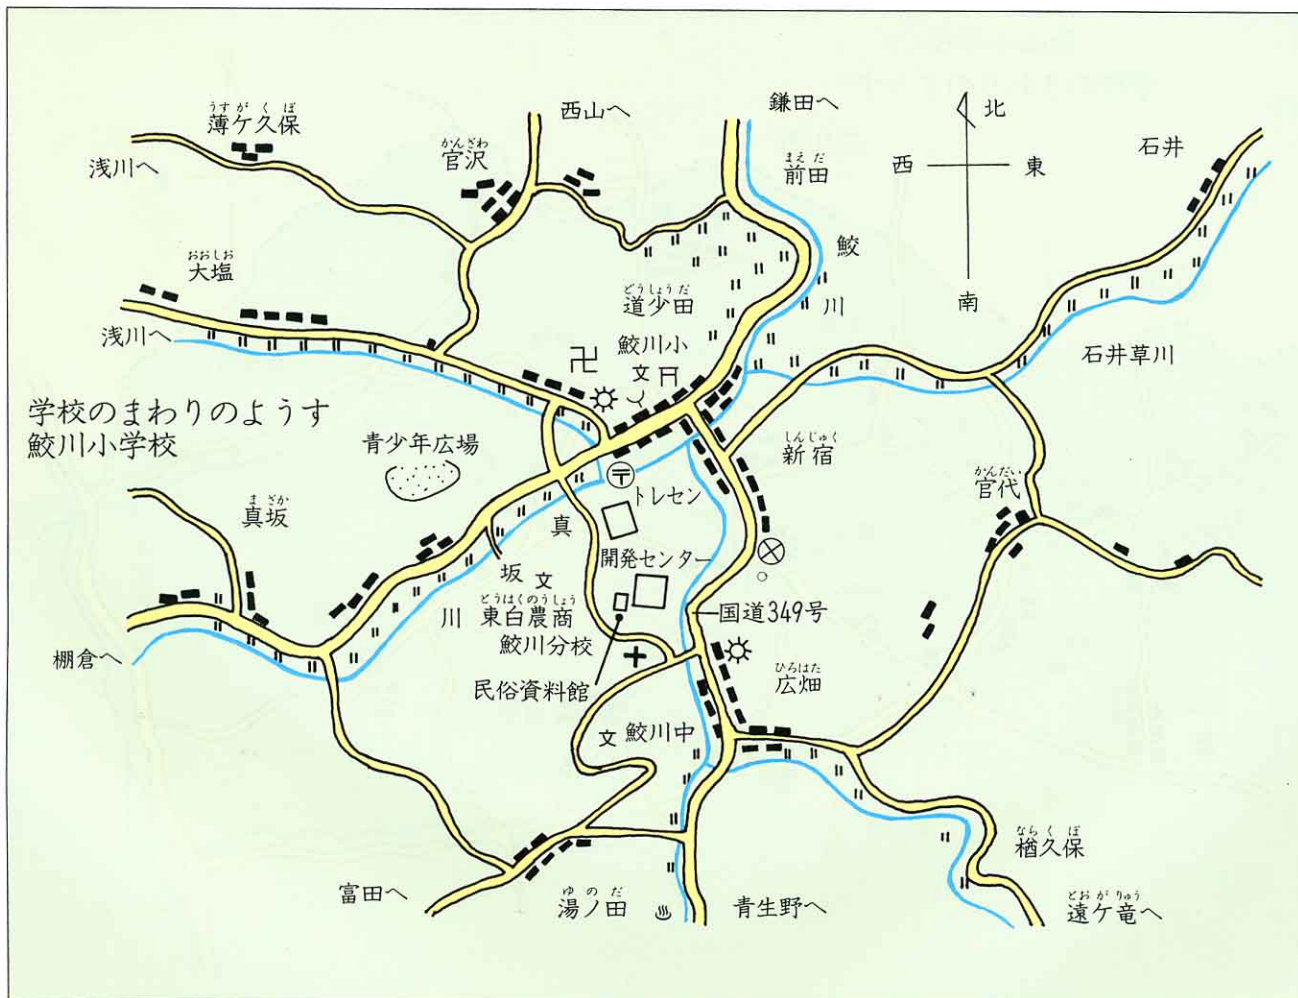 うすがくぼ
薄ケ久保
浅川へ
かんざわ
官沢
西山へ
鎌田へ
まえだ
前田
北
西
東
南
石井
おおしお
大塩
浅川へ
どうしょうだ
道少田
鮫川
石井草川
鮫川小
文
学校のまわりのようす
鮫川小学校
青少年広場
しんじゅく
新宿
かんだい
官代
まざか
真坂
〒
トレセン
真坂川
開発センター
文
とうはくのうしょう
東白農商
鮫川分校
国道349号
棚倉へ
民俗資料館
ひろはた
広畑
文
鮫川中
ならくぼ
楢久保
富田へ
ゆのだ
湯ノ田
青生野へ
とおがりゅう
遠ケ竜へ